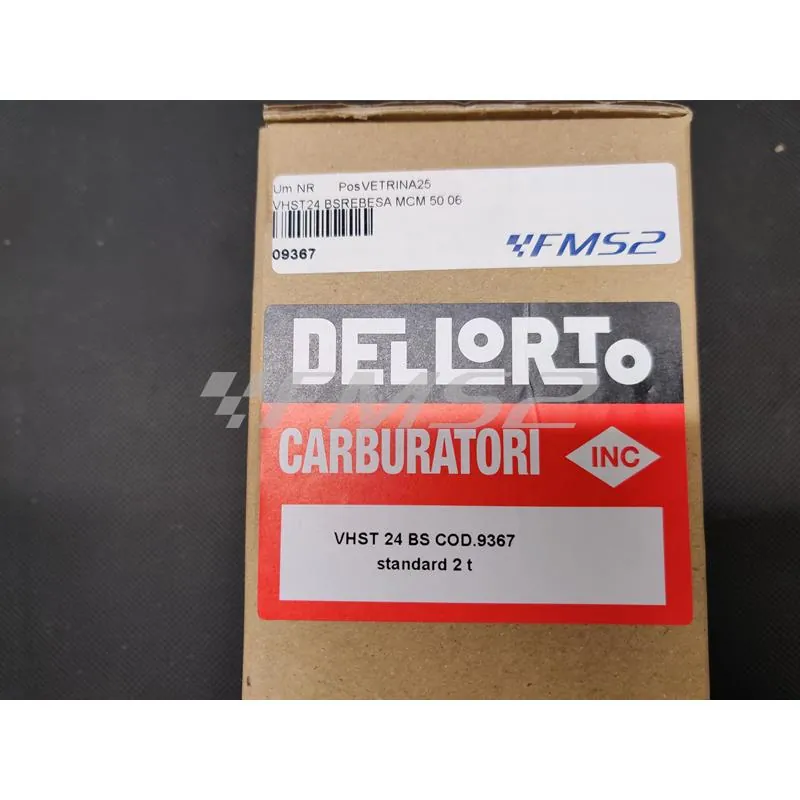 Um NR PosVETRINA25
VHST24 BSREBESA MCM 50 06
09367
FMS2
DELLORTO
FMS2
CARBURATORI INC
VHST 24 BS COD.9367
standard 2 t